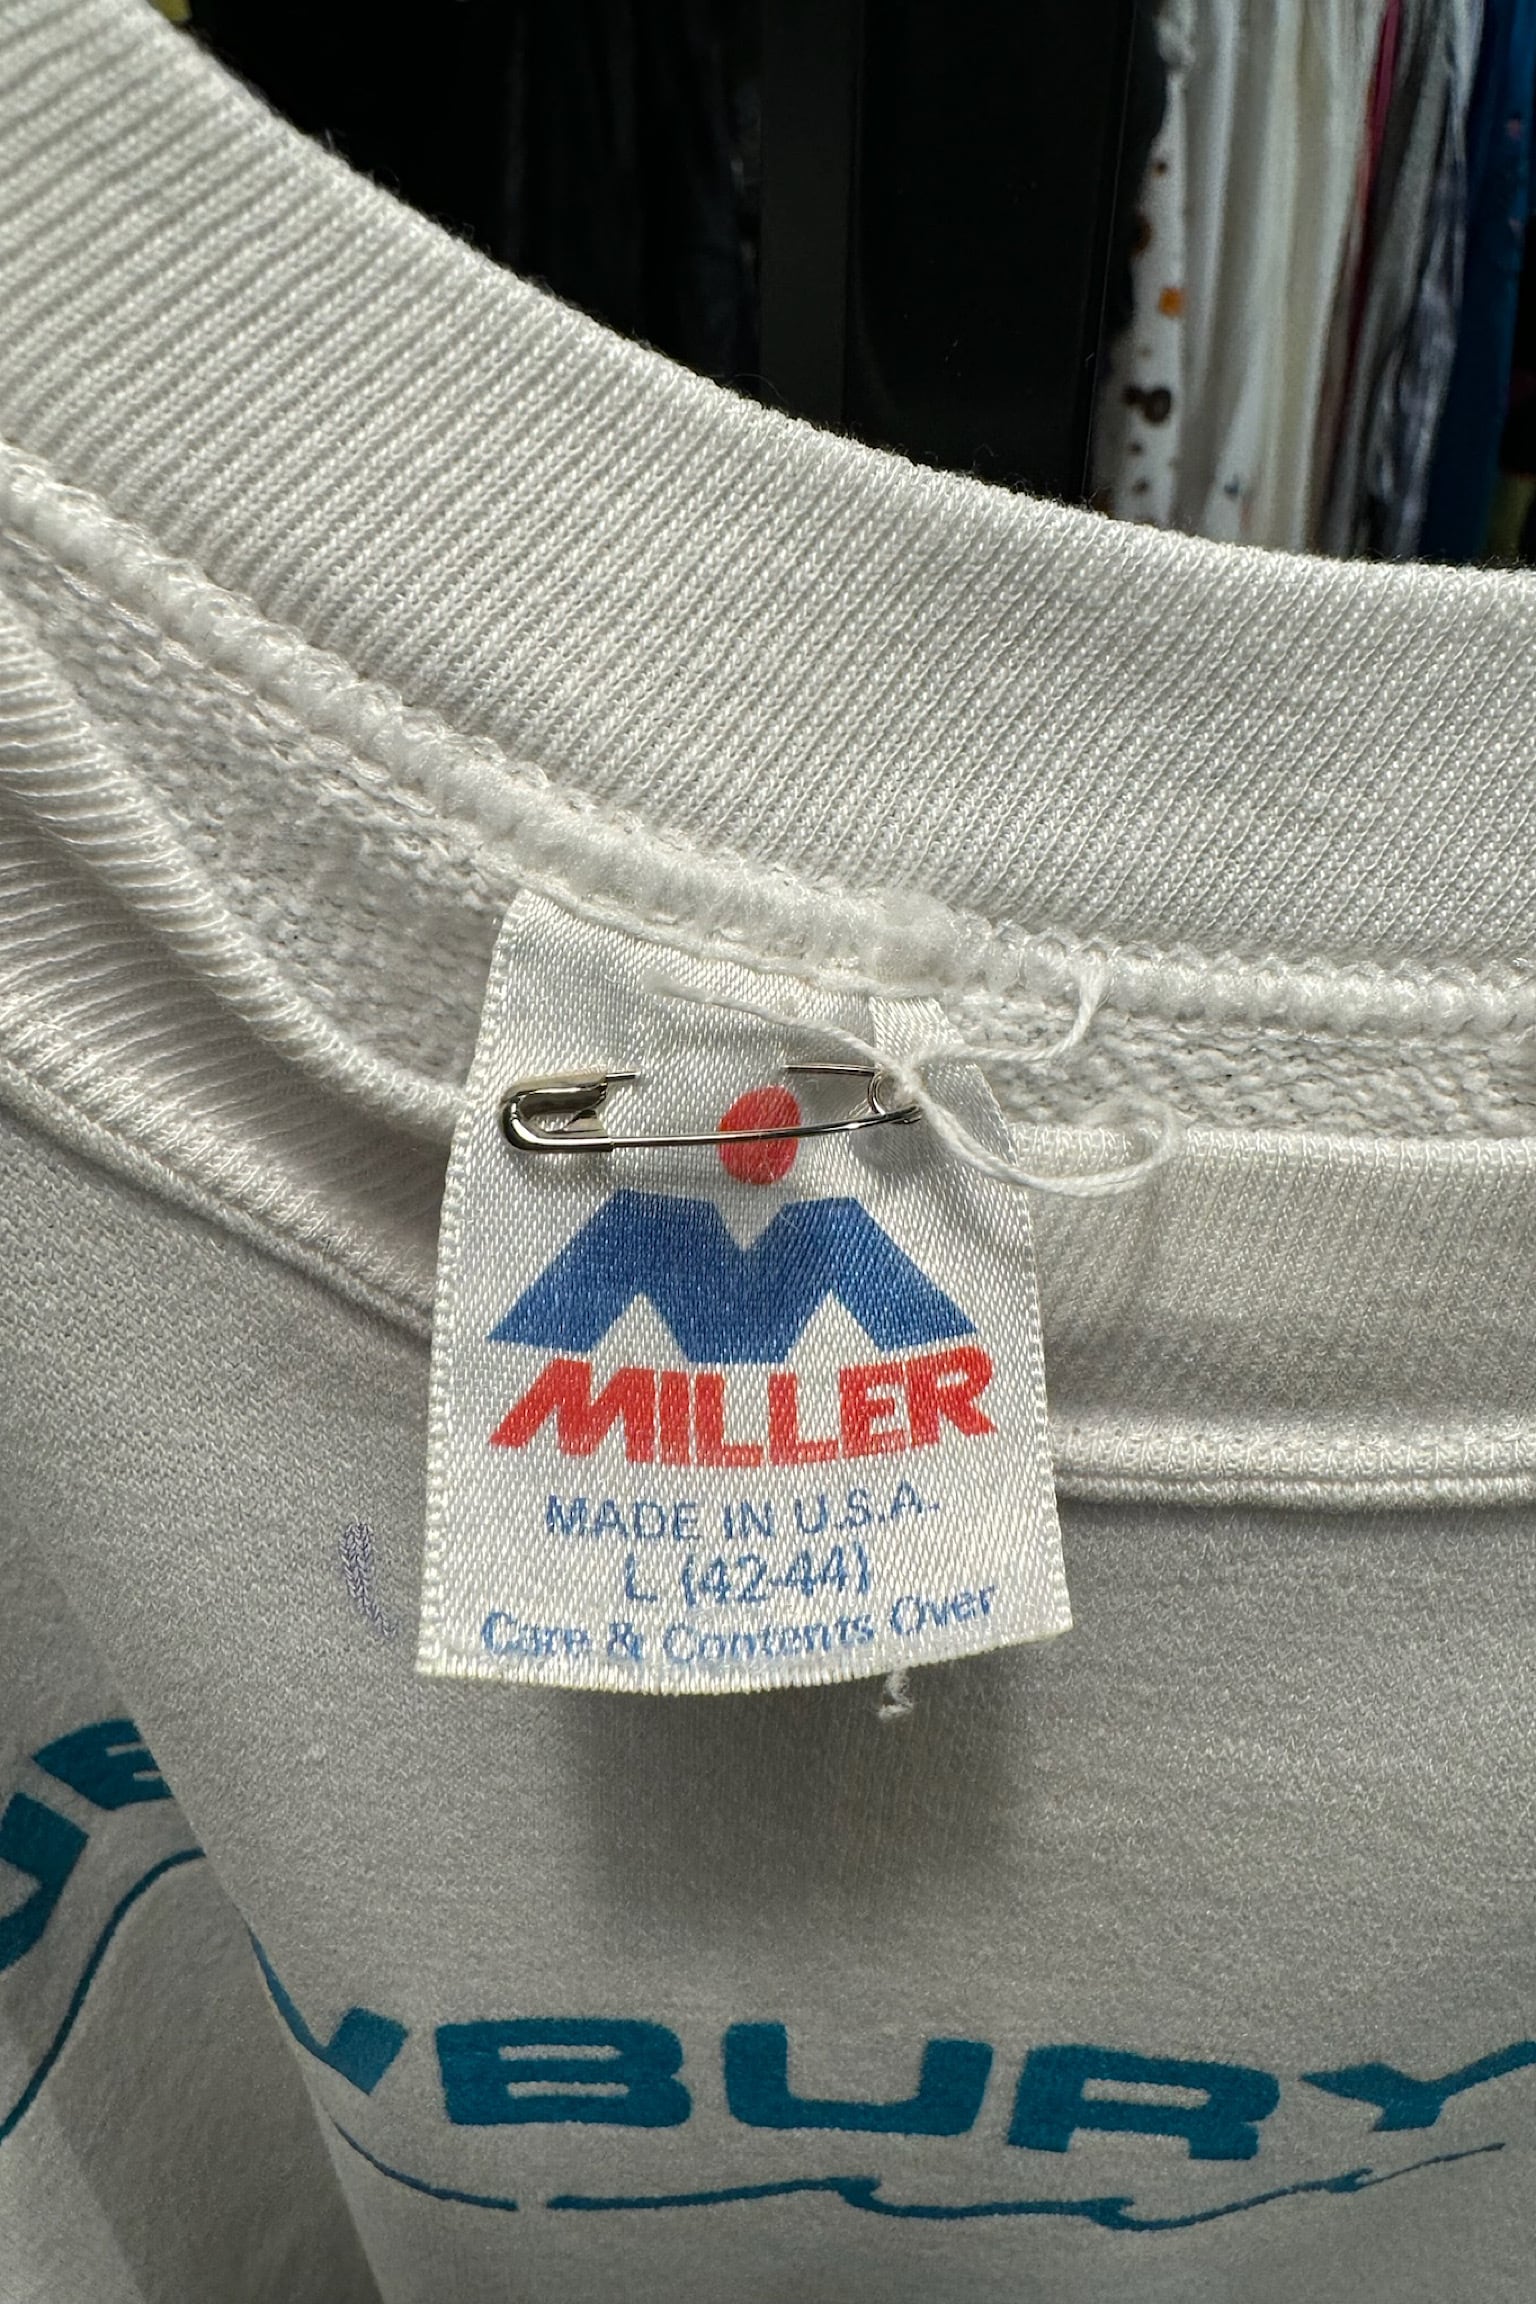 MILLER
MADE IN U.S.A.
L (42-44)
Care & Contents Over